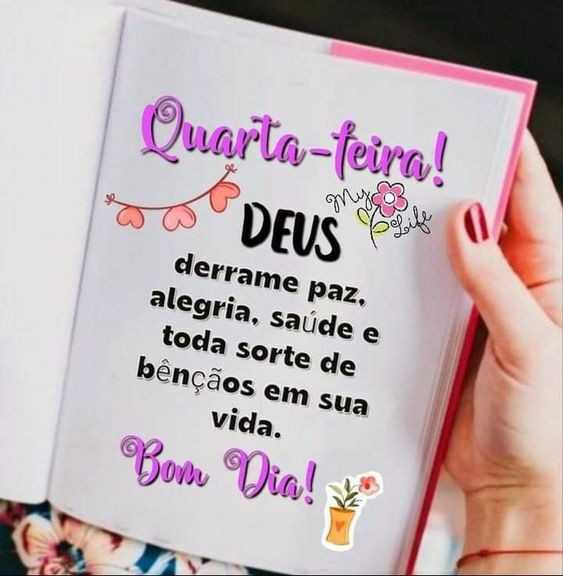 Quarta-feira!
My
Life
DEUS
derrame paz,
alegria, saúde e
toda sorte de
bênçãos em sua
vida.
Bom Dia!